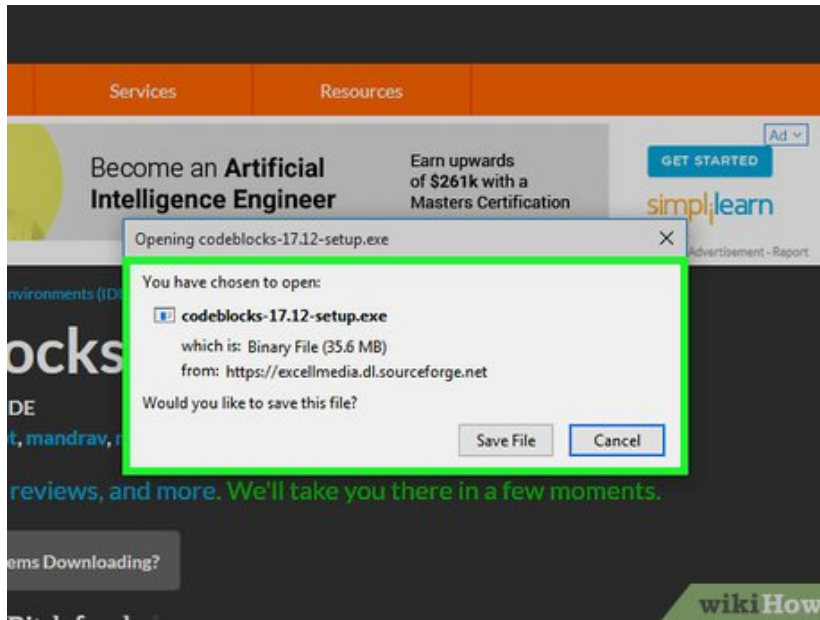 Services Resources
Ad
Become an Artificial
Intelligence Engineer
Earn upwards
of $261k with a
Masters Certification
GET STARTED
simplilearn
Advertisement - Report
Opening codeblocks-17.12-setup.exe
You have chosen to open:
codeblocks-17.12-setup.exe
which is: Binary File (35.6 MB)
from: https://excellmedia.dl.sourceforge.net
Would you like to save this file?
Save File Cancel
nvironments (IDE
ocks
DE
t, mandrav,
reviews, and more. We'll take you there in a few moments.
ems Downloading?
wikiHow